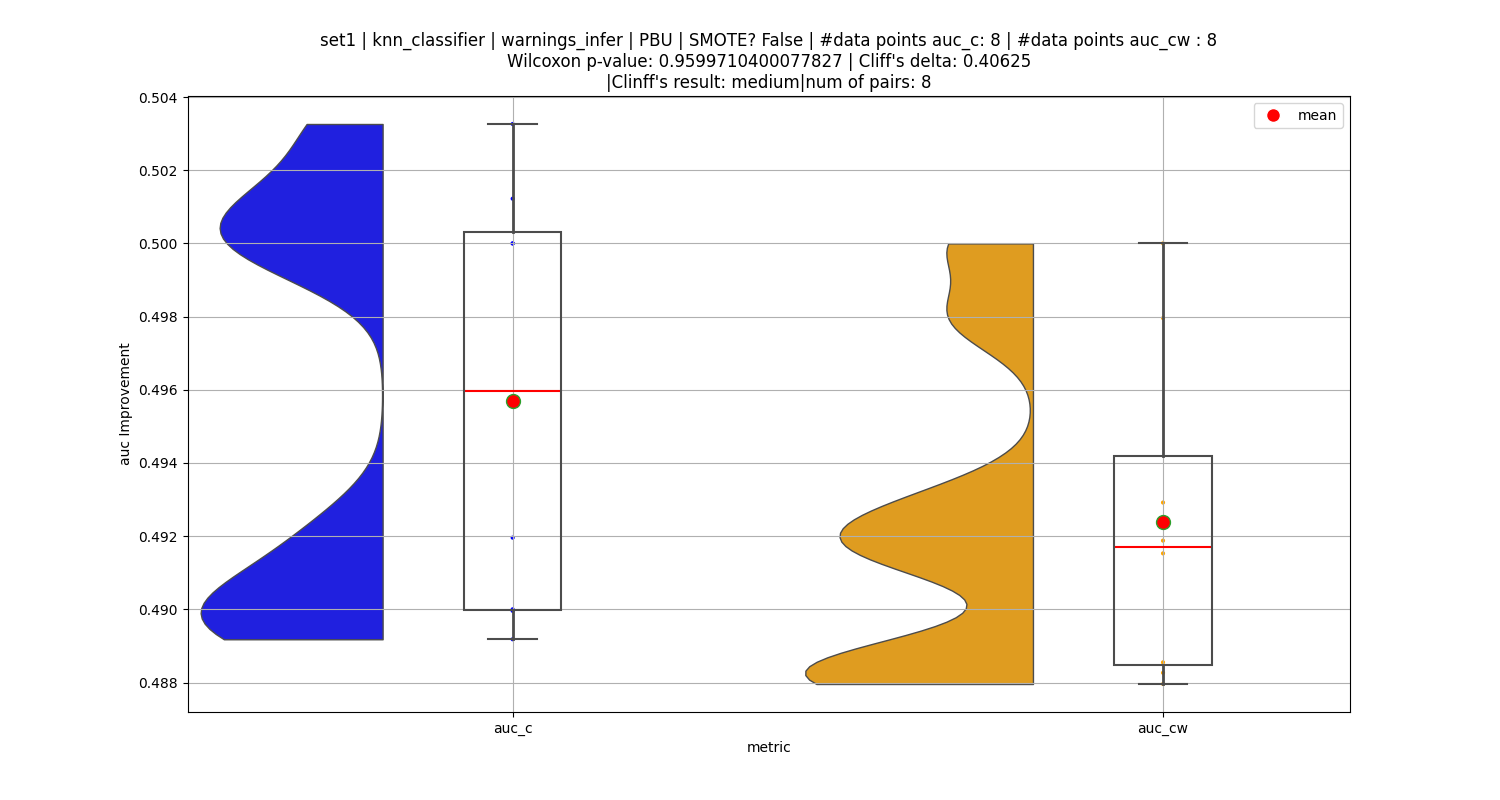 set1 | knn_classifier | warnings_infer | PBU | SMOTE? False | #data points auc_c: 8 | #data points auc_cw : 8
Wilcoxon p-value: 0.9599710400077827 | Cliff's delta: 0.40625
|Clinff's result: medium|num of pairs: 8
mean
0.504
0.502
0.500
0.498
0.496
0.494
0.492
0.490
0.488
auc Improvement
auc_c
auc_cw
metric